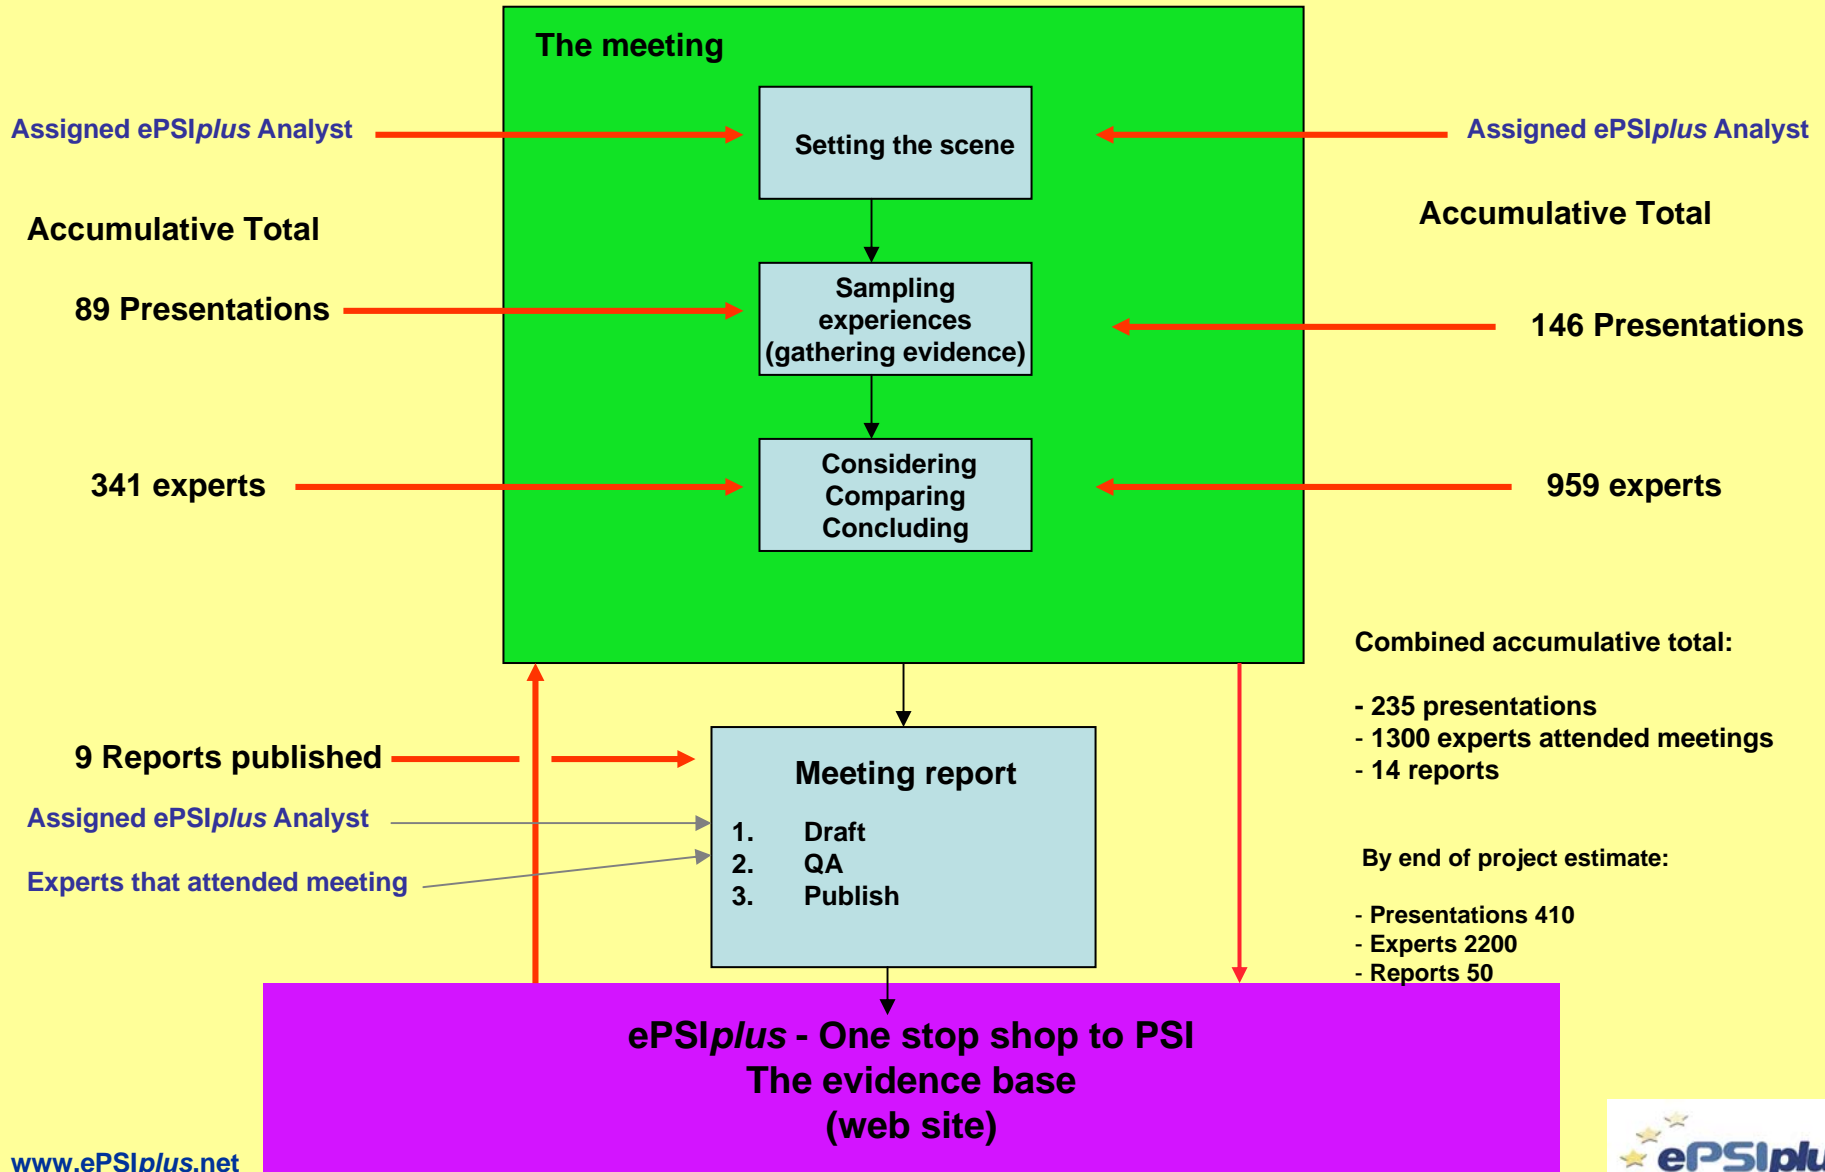 The meeting
Assigned ePSIplus Analyst
Setting the scene
Assigned ePSIplus Analyst
Accumulative Total
Accumulative Total
89 Presentations
Sampling
experiences
(gathering evidence)
146 Presentations
341 experts
Considering
Comparing
Concluding
959 experts
Combined accumulative total:
- 235 presentations
- 1300 experts attended meetings
- 14 reports
9 Reports published
Meeting report
Assigned ePSIplus Analyst
Experts that attended meeting
1. Draft
2. QA
3. Publish
By end of project estimate:
- Presentations 410
- Experts 2200
- Reports 50
ePSIplus - One stop shop to PSI
The evidence base
(web site)
www.ePSIplus.net
ePSIplu